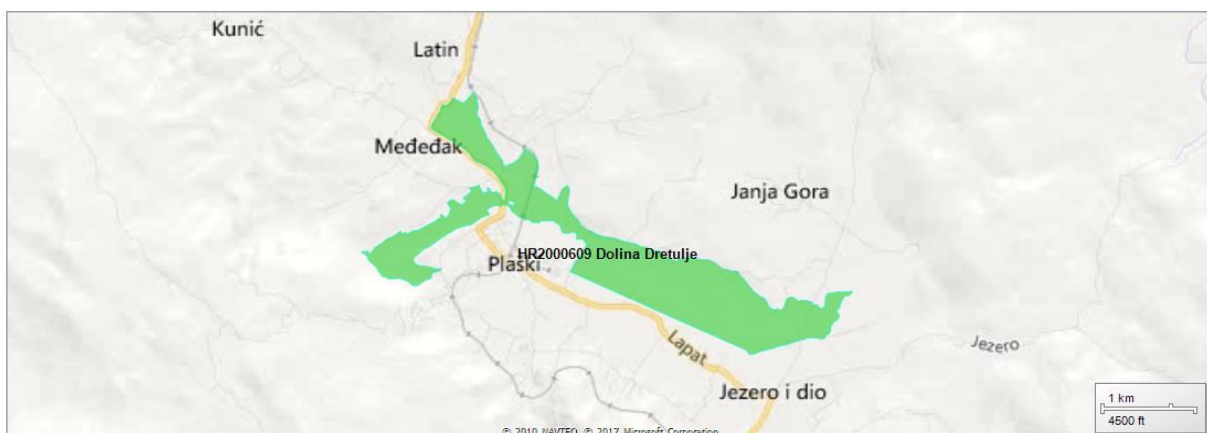 Kunić
Latin
Međeđak
Janja Gora
HR2000609 Dolina Dretulje
Plaški
Lapat
Jezero
Jezero i dio
1 km
4500 ft
© 2010 NAVTEQ, © 2017 Microsoft Corporation